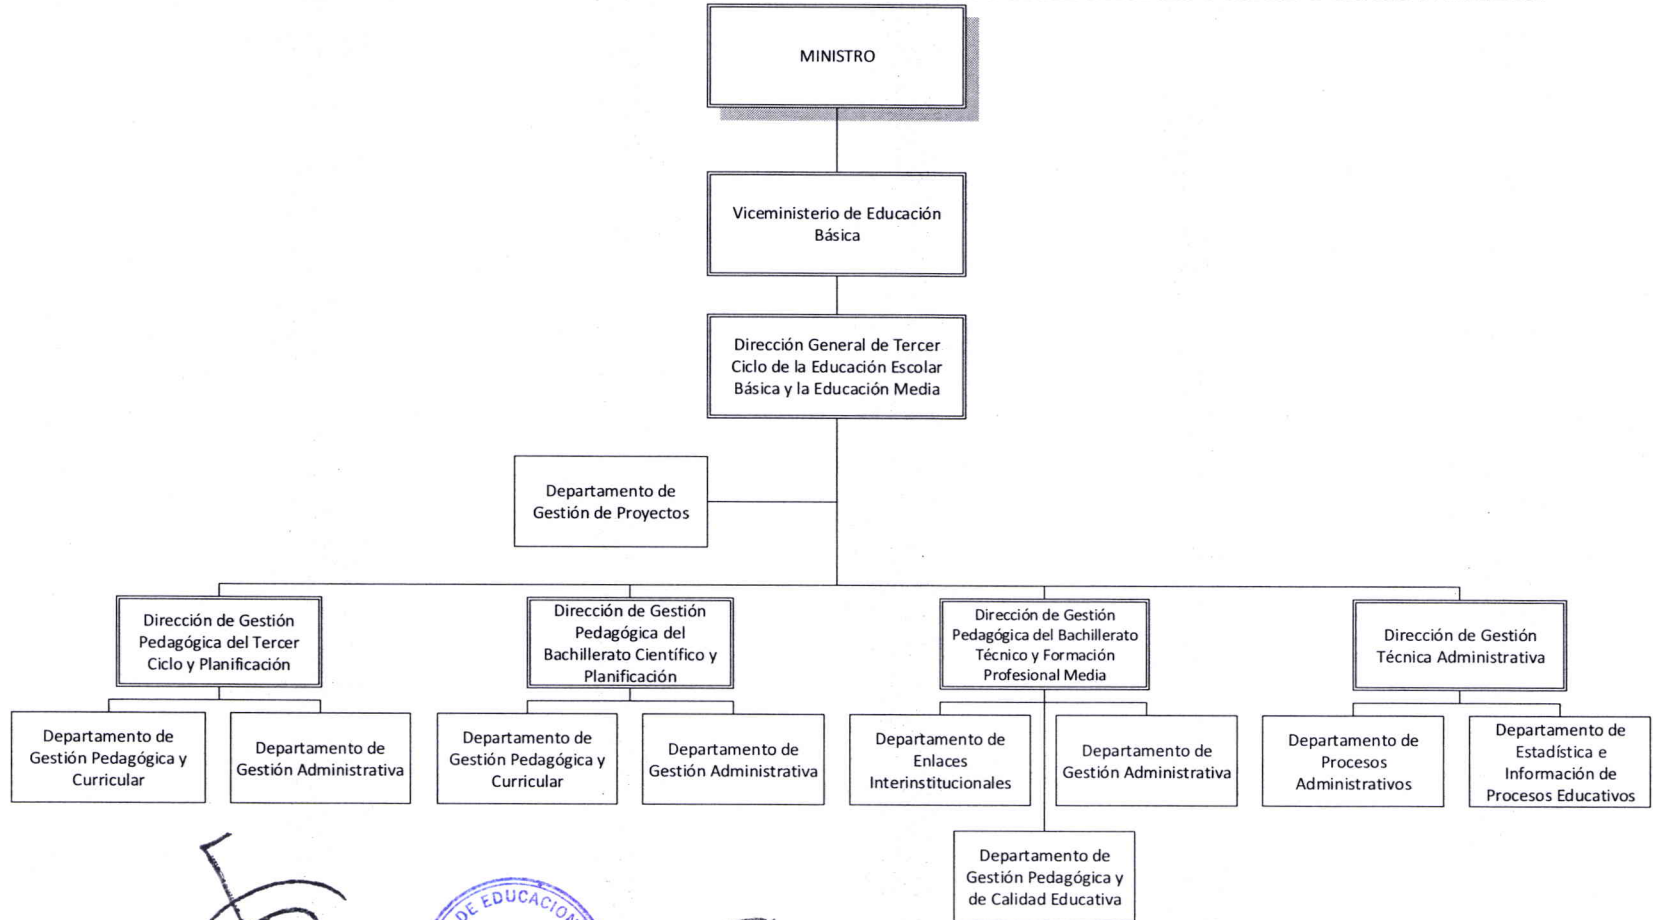 MINISTRO
Viceministerio de Educación
Básica
Dirección General de Tercer
Ciclo de la Educación Escolar
Básica y la Educación Media
Departamento de
Gestión de Proyectos
Dirección de Gestión
Pedagógica del Tercer
Ciclo y Planificación
Dirección de Gestión
Pedagógica del
Bachillerato Científico y
Planificación
Dirección de Gestión
Pedagógica del Bachillerato
Técnico y Formación
Profesional Media
Dirección de Gestión
Técnica Administrativa
Departamento de
Gestión Pedagógica y
Curricular
Departamento de
Gestión Administrativa
Departamento de
Gestión Pedagógica y
Curricular
Departamento de
Gestión Administrativa
Departamento de
Enlaces
Interinstitucionales
Departamento de
Gestión Administrativa
Departamento de
Procesos
Administrativos
Departamento de
Estadística e
Información de
Procesos Educativos
Departamento de
Gestión Pedagógica y
de Calidad Educativa
DE EDUCACION